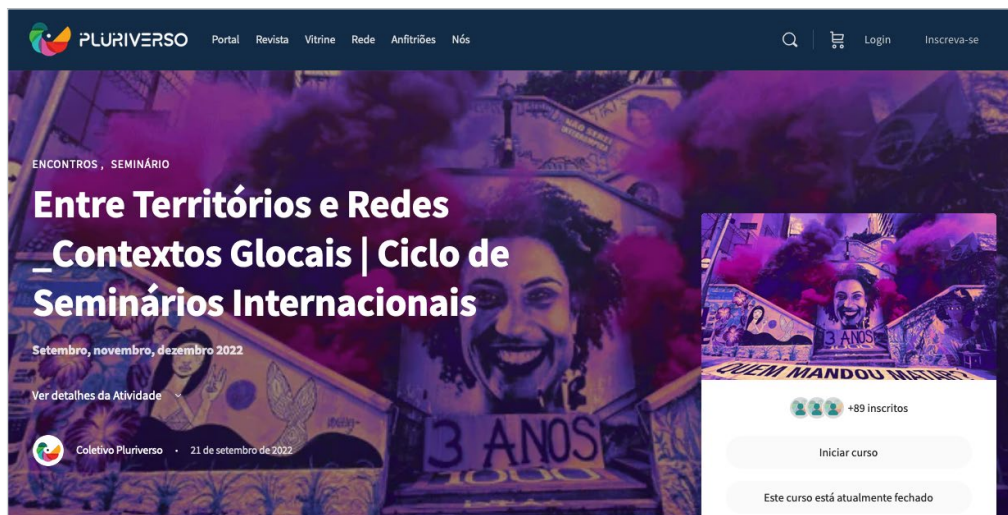 PLURIVERSO
Portal Revista Vitrine Rede Anfitriões Nós
Login Inscreva-se
ENCONTROS, SEMINÁRIO
Entre Territórios e Redes
_Contextos Glocais | Ciclo de
Seminários Internacionais
Setembro, novembro, dezembro 2022
Ver detalhes da Atividade
Coletivo Pluriverso • 21 de setembro de 2022
3 ANOS
3 ANOS
QUEM MANDOU MATAR?
+89 inscritos
Iniciar curso
Este curso está atualmente fechado